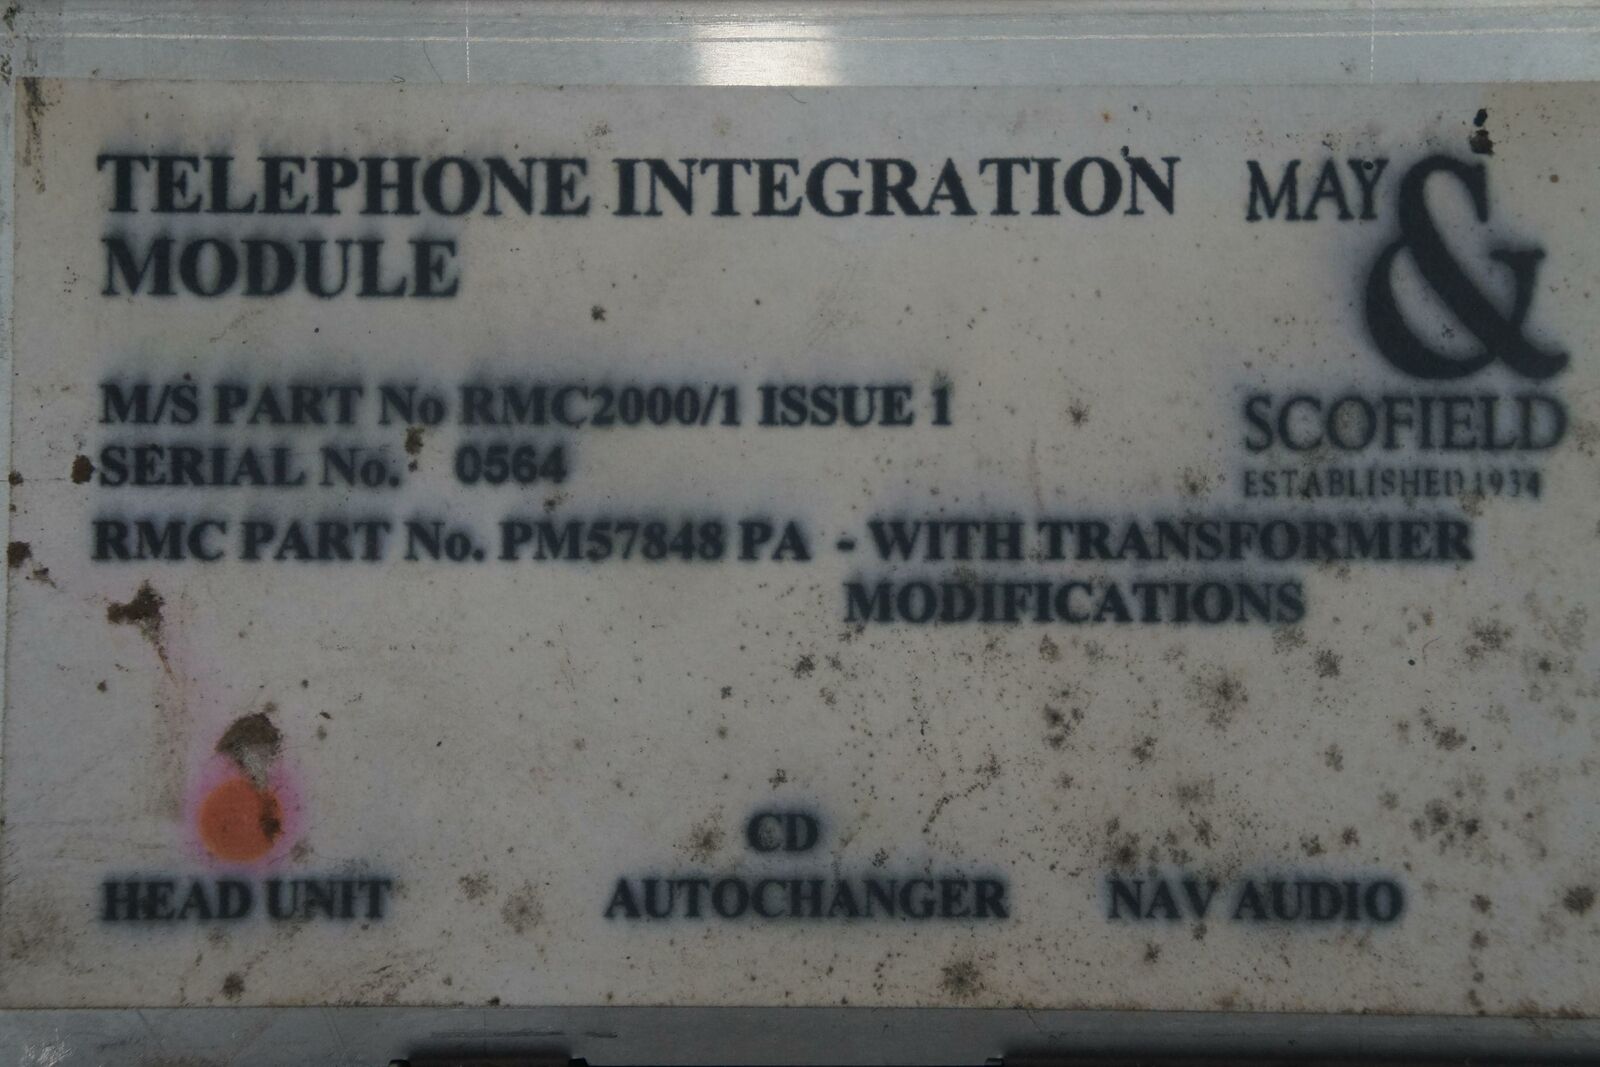 TELEPHONE INTEGRATION
MODULE
MAY
&
SCOFIELD
ESTABLISHED 1934
M/S PART No RMC2000/1 ISSUE 1
SERIAL No. 0564
RMC PART No. PM57848 PA - WITH TRANSFORMER
MODIFICATIONS
HEAD UNIT
CD
AUTOCHANGER
NAV AUDIO